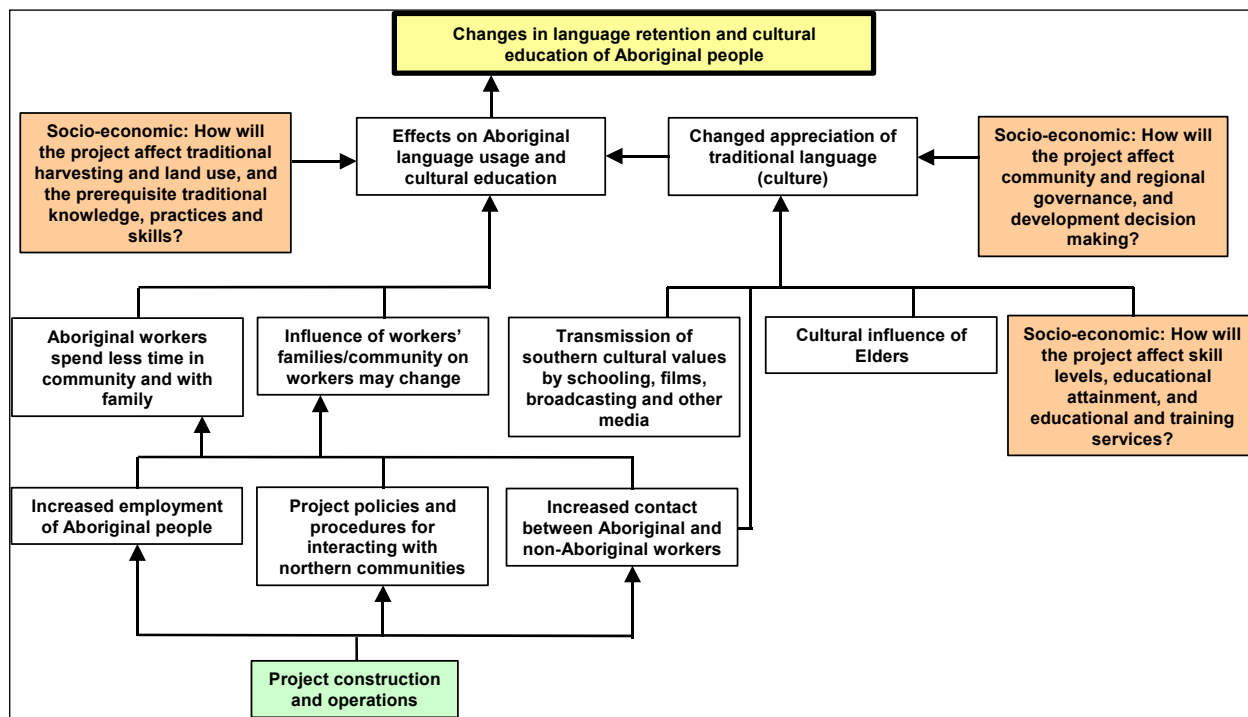 Changes in language retention and cultural
education of Aboriginal people
Socio-economic: How will
the project affect traditional
harvesting and land use, and
the prerequisite traditional
knowledge, practices and
skills?
Effects on Aboriginal
language usage and
cultural education
Changed appreciation of
traditional language
(culture)
Socio-economic: How will
the project affect
community and regional
governance, and
development decision
making?
Aboriginal workers
spend less time in
community and with
family
Influence of workers'
families/community on
workers may change
Transmission of
southern cultural values
by schooling, films,
broadcasting and other
media
Cultural influence of
Elders
Socio-economic: How will
the project affect skill
levels, educational
attainment, and
educational and training
services?
Increased employment
of Aboriginal people
Project policies and
procedures for
interacting with
northern communities
Increased contact
between Aboriginal and
non-Aboriginal workers
Project construction
and operations